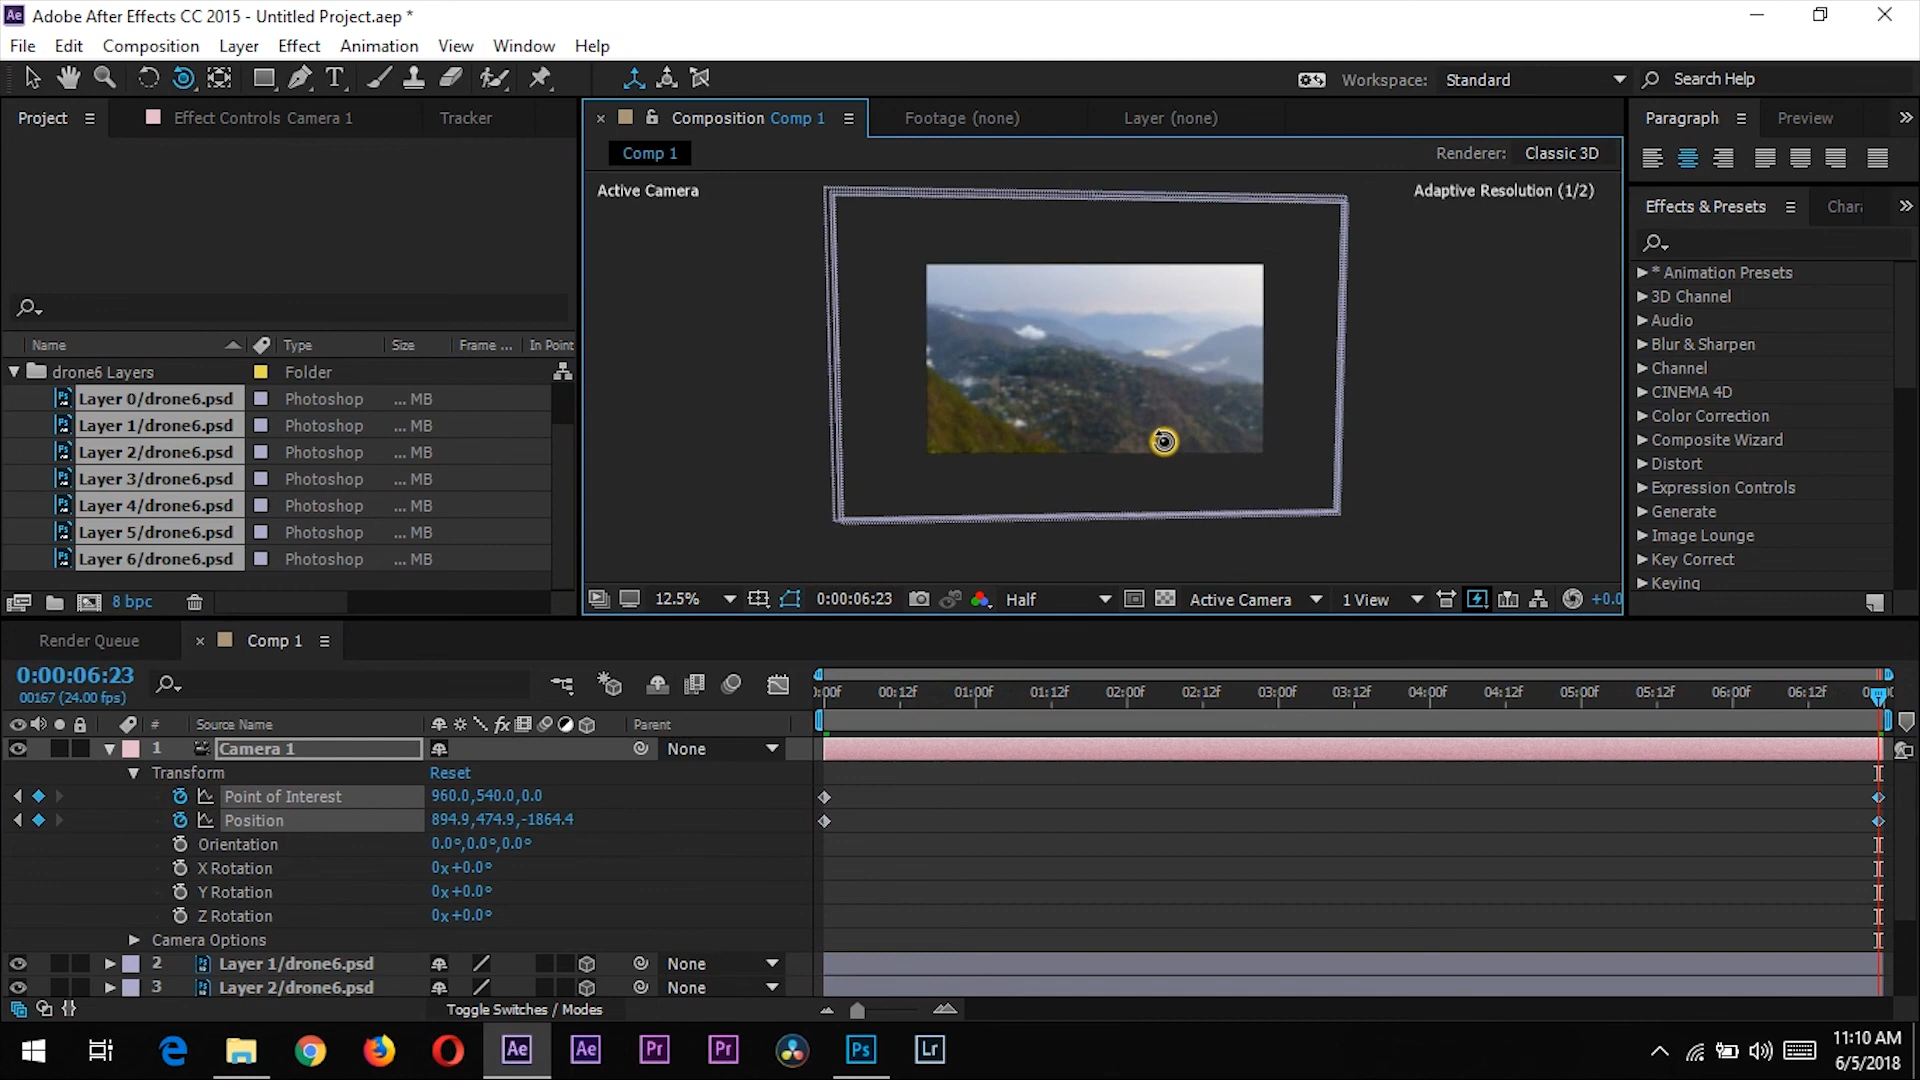 Ae Adobe After Effects CC 2015 - Untitled Project.aep *
File Edit Composition Layer Effect Animation View Window Help
T Workspace: Standard Search Help
Project Effect Controls Camera 1 Tracker
Composition Comp 1 Footage (none) Layer (none)
Paragraph Preview
Comp 1 Renderer: Classic 3D
Active Camera Adaptive Resolution (1/2)
Effects & Presets
* Animation Presets
3D Channel
Audio
Blur & Sharpen
Channel
CINEMA 4D
Color Correction
Composite Wizard
Distort
Expression Controls
Generate
Image Lounge
Key Correct
Keying
Name Type Size Frame ... In Point
drone6 Layers Folder
Layer 0/drone6.psd Photoshop ... MB
Layer 1/drone6.psd Photoshop ... MB
Layer 2/drone6.psd Photoshop ... MB
Layer 3/drone6.psd Photoshop ... MB
Layer 4/drone6.psd Photoshop ... MB
Layer 5/drone6.psd Photoshop ... MB
Layer 6/drone6.psd Photoshop ... MB
8 bpc
12.5% 0:00:06:23 Half Active Camera 1 View +0.0
Render Queue Comp 1
0:00:06:23
00167 (24.00 fps)
:00f 00:12f 01:00f 01:12f 02:00f 02:12f 03:00f 03:12f 04:00f 04:12f 05:00f 05:12f 06:00f 06:12f
# Source Name fx Parent
1 Camera 1 None
Transform Reset
Point of Interest 960.0,540.0,0.0
Position 894.9,474.9,-1864.4
Orientation 0.0°,0.0°,0.0°
X Rotation 0x+0.0°
Y Rotation 0x+0.0°
Z Rotation 0x+0.0°
Camera Options
2 Layer 1/drone6.psd None
3 Layer 2/drone6.psd None
Toggle Switches / Modes
Ae Ae Pr Pr Ps Lr
11:10 AM
6/5/2018